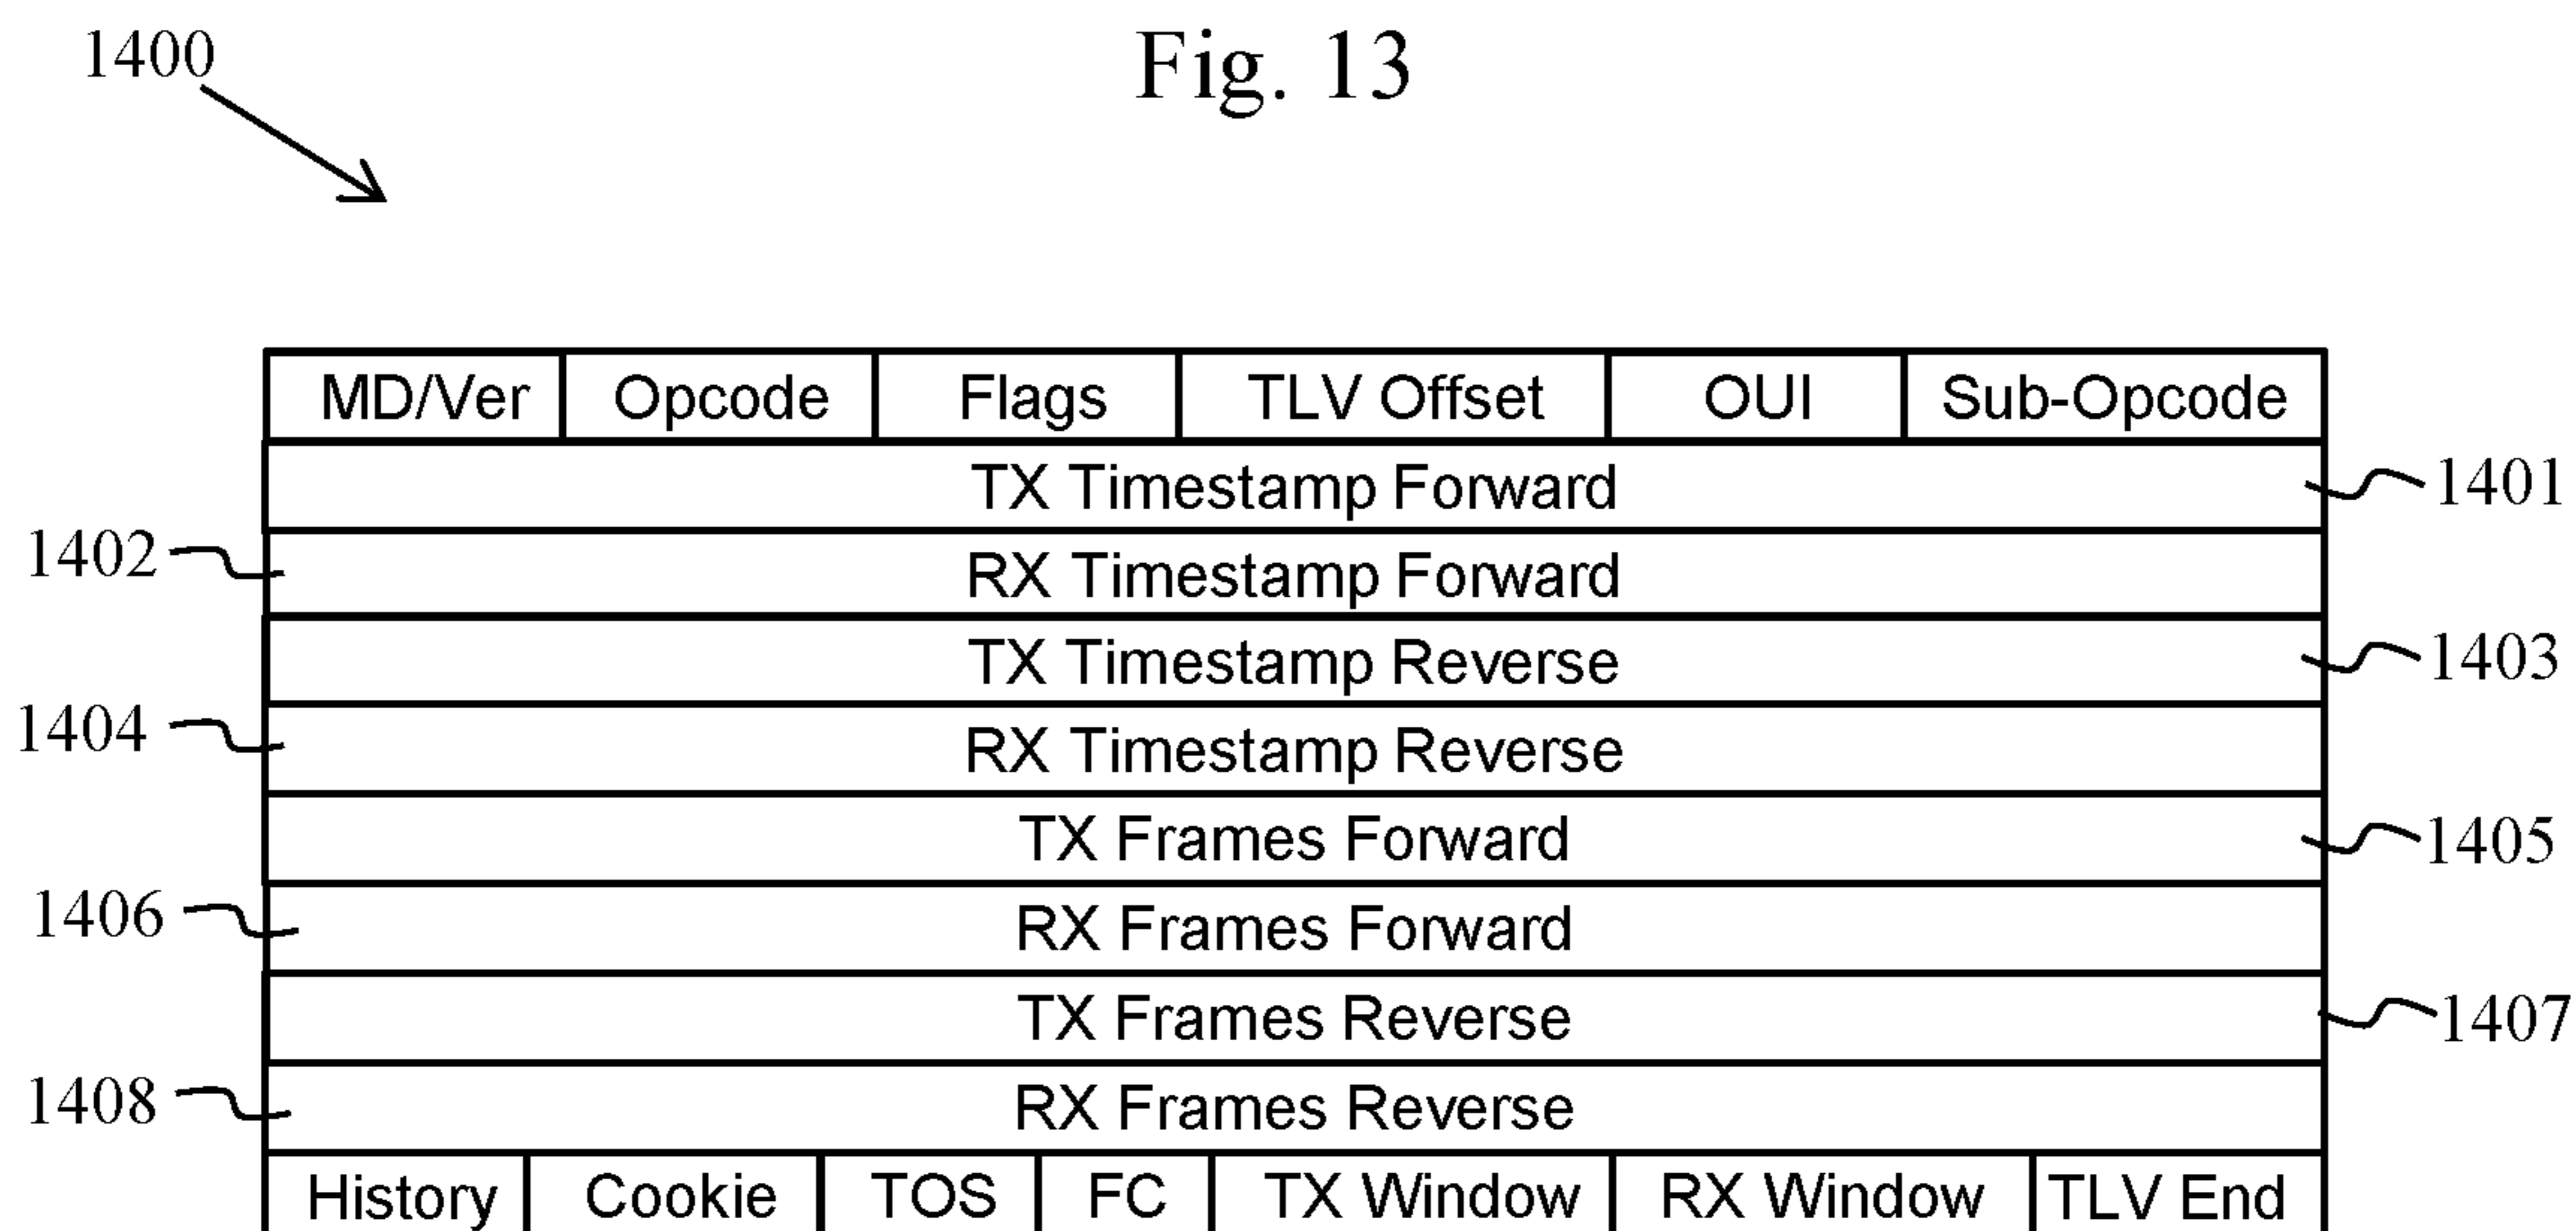 1400
Fig. 13
MD/Ver Opcode Flags TLV Offset OUI Sub-Opcode
TX Timestamp Forward 1401
1402 RX Timestamp Forward
TX Timestamp Reverse 1403
1404 RX Timestamp Reverse
TX Frames Forward 1405
1406 RX Frames Forward
TX Frames Reverse 1407
1408 RX Frames Reverse
History Cookie TOS FC TX Window RX Window TLV End